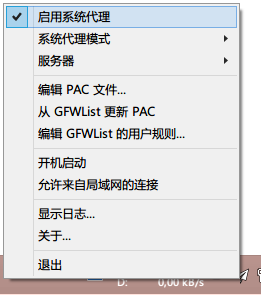 启用系统代理
系统代理模式
服务器
编辑 PAC 文件...
从 GFWList 更新 PAC
编辑 GFWList 的用户规则...
开机启动
允许来自局域网的连接
显示日志...
关于...
退出
D: 0,00 kB/s